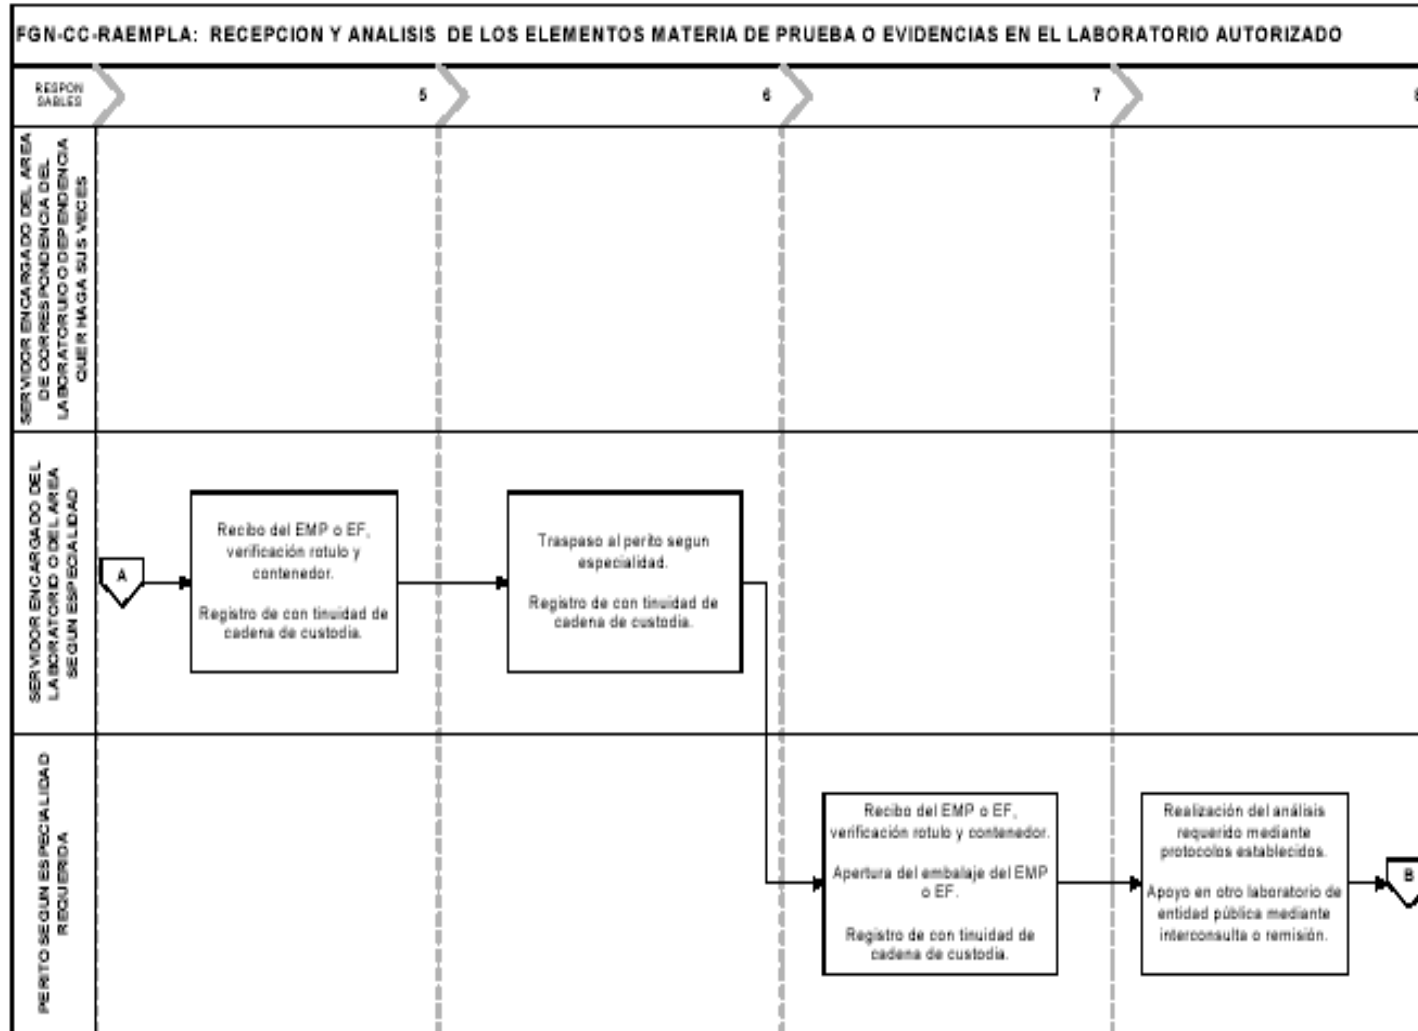 FGN-CC-RAEMPLA: RECEPCION Y ANALISIS DE LOS ELEMENTOS MATERIA DE PRUEBA O EVIDENCIAS EN EL LABORATORIO AUTORIZADO
RESPON
SABLES
5
6
7
8
SERVIDOR ENCARGADO DEL AREA
DE CORRESPONDENCIA DEL
LABORATORUIO O DEPENDENCIA
QUER HAGA SUS VECES
SERVIDOR ENCARGADO DEL
LABORATORIO O DEL AREA
SEGUN ESPECIALIDAD
A
Recibo del EMP o EF,
verificación rotulo y
contenedor.
Registro de con tinuidad de
cadena de custodia.
Traspaso al perito segun
especialidad.
Registro de con tinuidad de
cadena de custodia.
PERITO SEGUN ESPECIALIDAD
REQUERIDA
Recibo del EMP o EF,
verificación rotulo y contenedor.
Apertura del embalaje del EMP
o EF.
Registro de con tinuidad de
cadena de custodia.
Realización del análisis
requerido mediante
protocolos establecidos.
Apoyo en otro laboratorio de
entidad pública mediante
interconsulta o remisión.
B